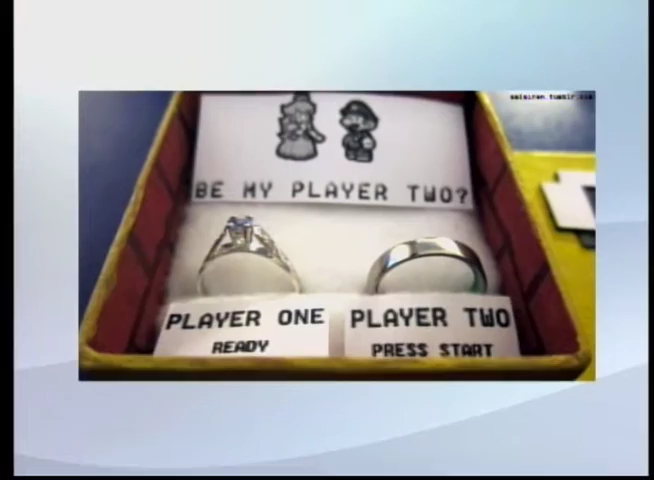 BE MY PLAYER TWO?
PLAYER ONE
READY
PLAYER TWO
PRESS START